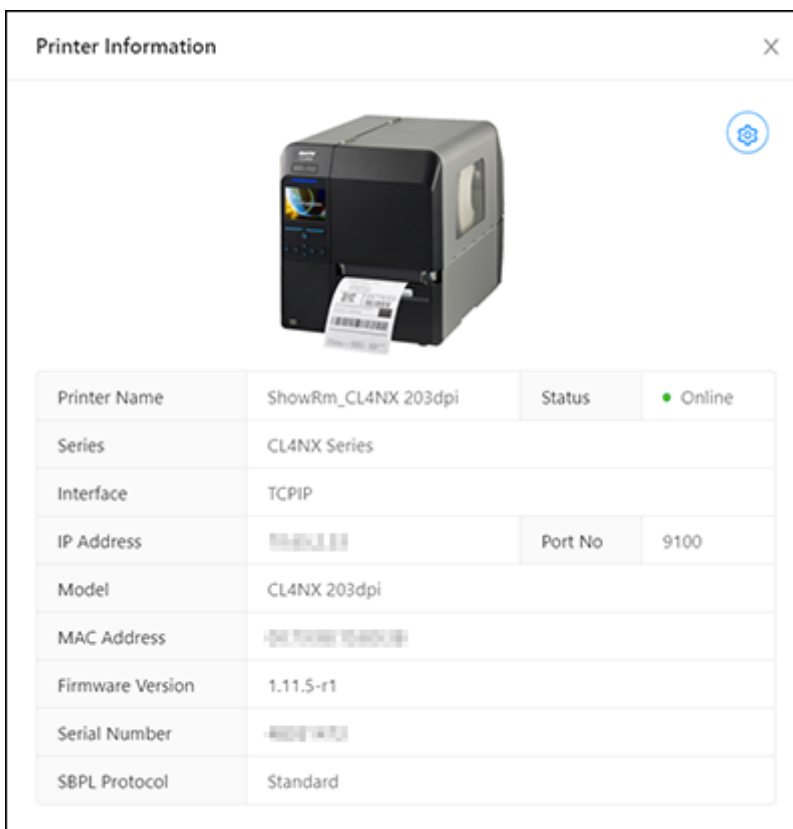 Printer Information
Printer Name ShowRm_CL4NX 203dpi Status Online
Series CL4NX Series
Interface TCPIP
IP Address Port No 9100
Model CL4NX 203dpi
MAC Address
Firmware Version 1.11.5-r1
Serial Number
SBPL Protocol Standard